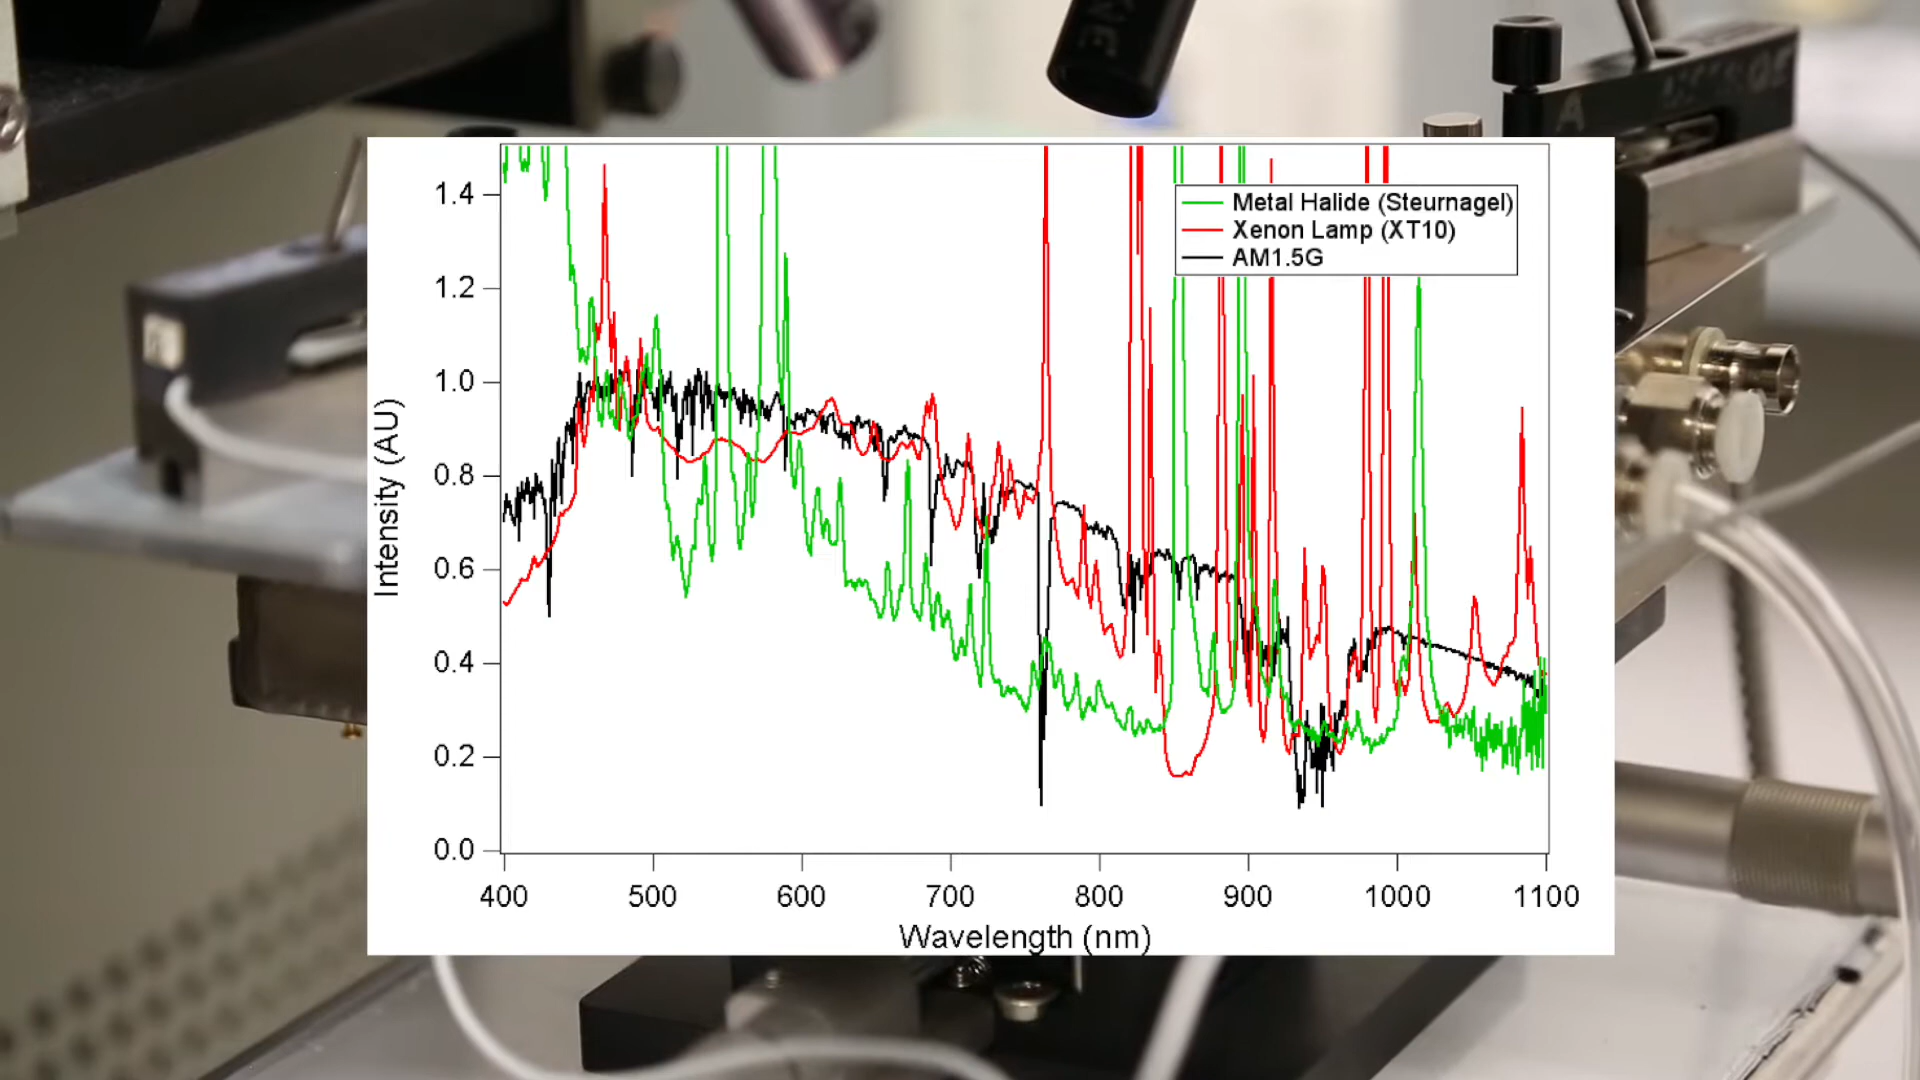 NE
A
1.4
1.2
1.0
0.8
0.6
0.4
0.2
0.0
Intensity (AU)
Metal Halide (Steurnagel)
Xenon Lamp (XT10)
AM1.5G
400 500 600 700 800 900 1000 1100
Wavelength (nm)